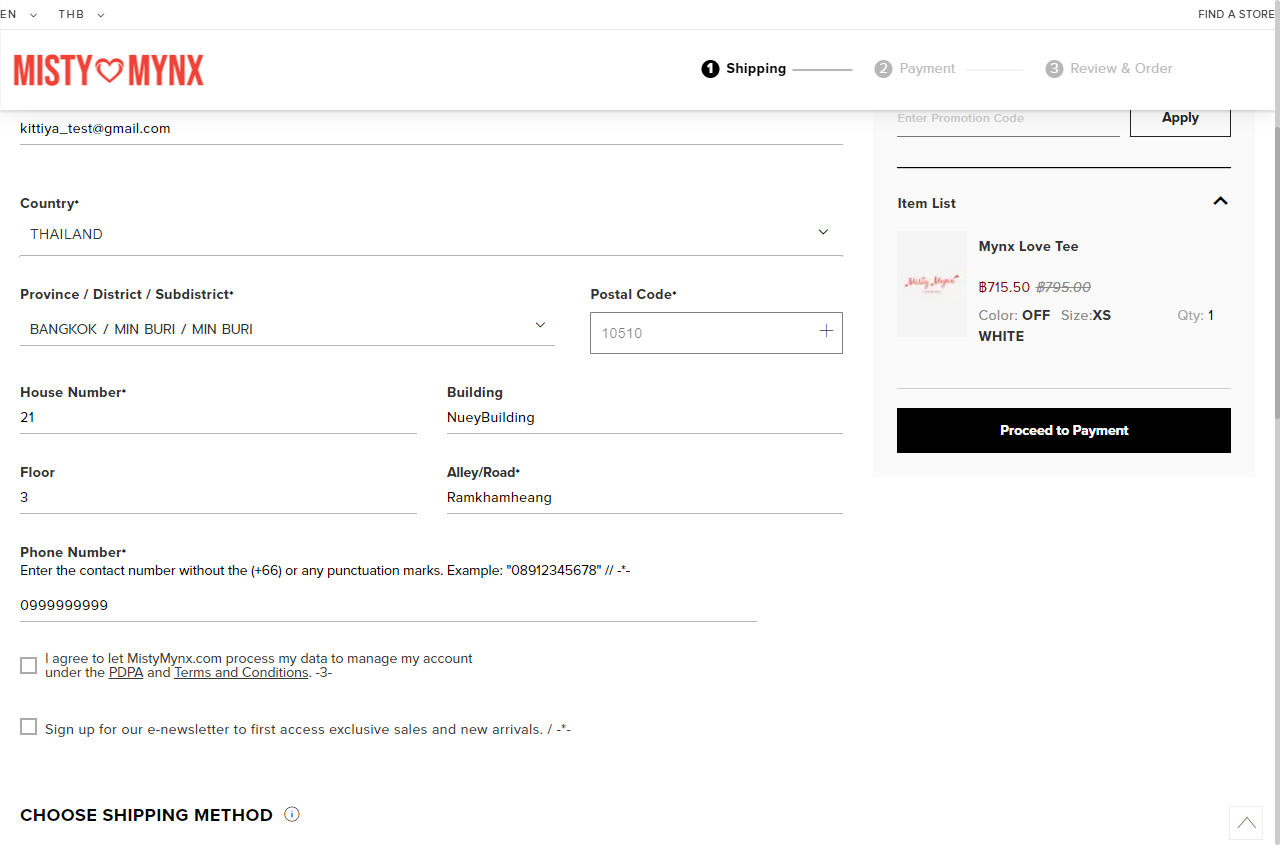 EN THB FIND A STORE
MISTY MYNX
1 Shipping 2 Payment 3 Review & Order
kittiya_test@gmail.com
Enter Promotion Code Apply
Country*
THAILAND
Province / District / Subdistrict*
BANGKOK / MIN BURI / MIN BURI
Postal Code*
10510
House Number*
21
Building
NueyBuilding
Floor
3
Alley/Road*
Ramkhamheang
Phone Number*
Enter the contact number without the (+66) or any punctuation marks. Example: "08912345678" // -*-
0999999999
I agree to let MistyMynx.com process my data to manage my account
under the PDPA and Terms and Conditions. -3-
Sign up for our e-newsletter to first access exclusive sales and new arrivals. / -*-
CHOOSE SHIPPING METHOD
Item List
Misty Mynx
Mynx Love Tee
฿715.50 ฿795.00
Color: OFF Size:XS Qty: 1
WHITE
Proceed to Payment